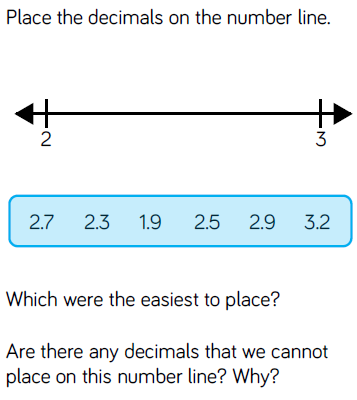 Place the decimals on the number line.
2 3
2.7 2.3 1.9 2.5 2.9 3.2
Which were the easiest to place?
Are there any decimals that we cannot
place on this number line? Why?